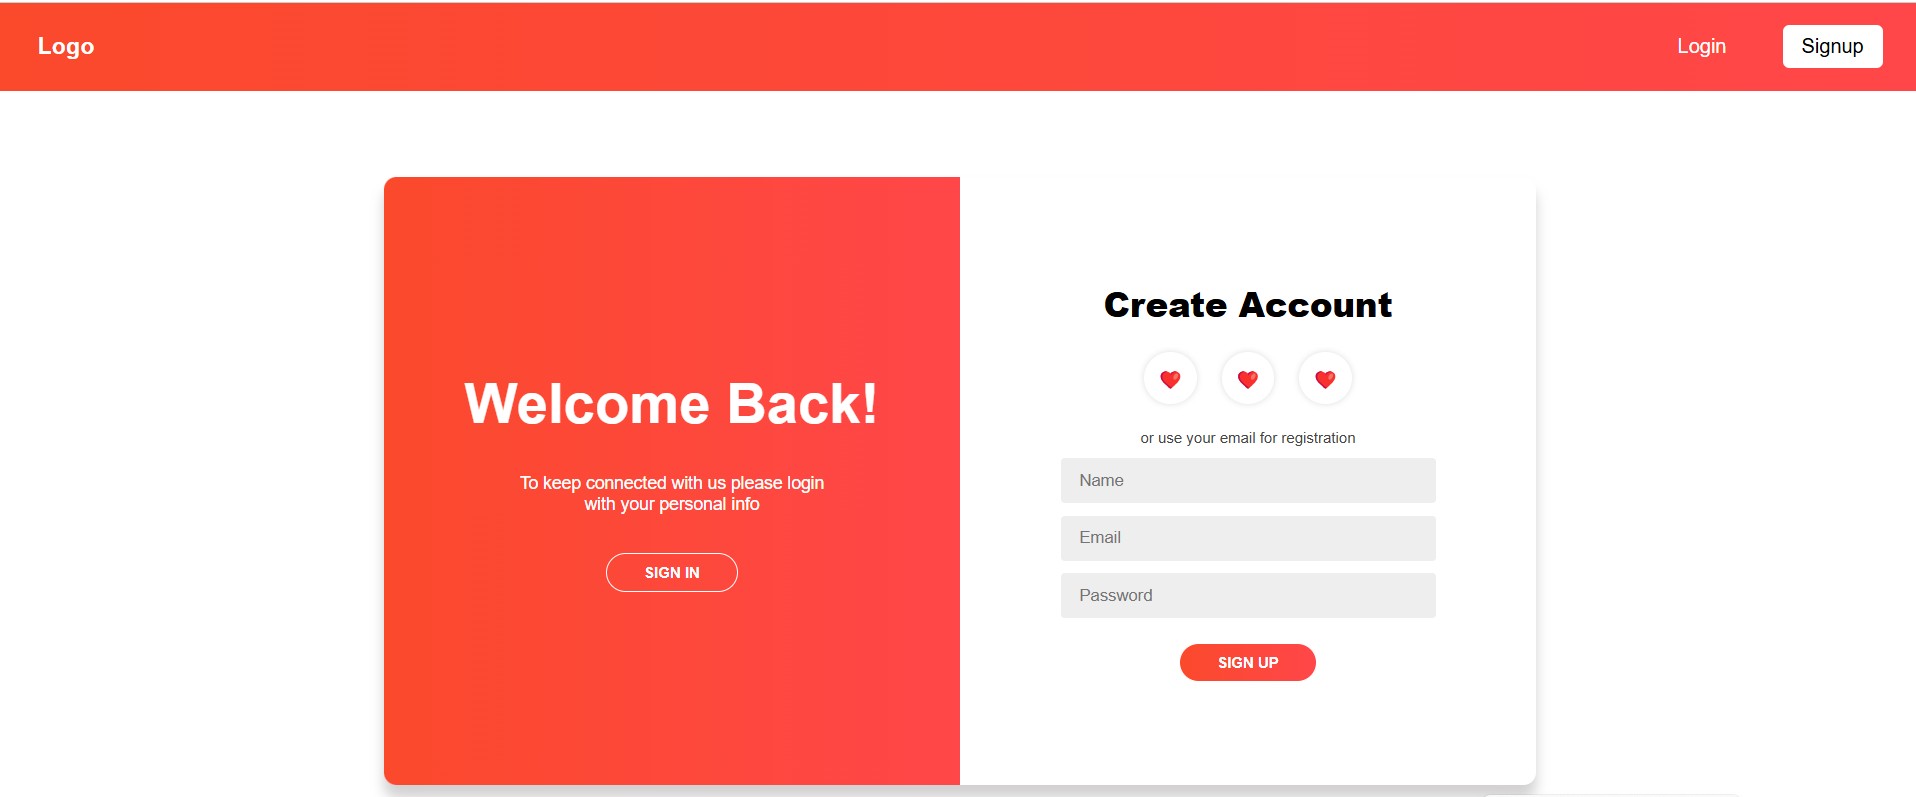 Logo
Login
Signup
Welcome Back!
To keep connected with us please login
with your personal info
SIGN IN
Create Account
or use your email for registration
Name
Email
Password
SIGN UP